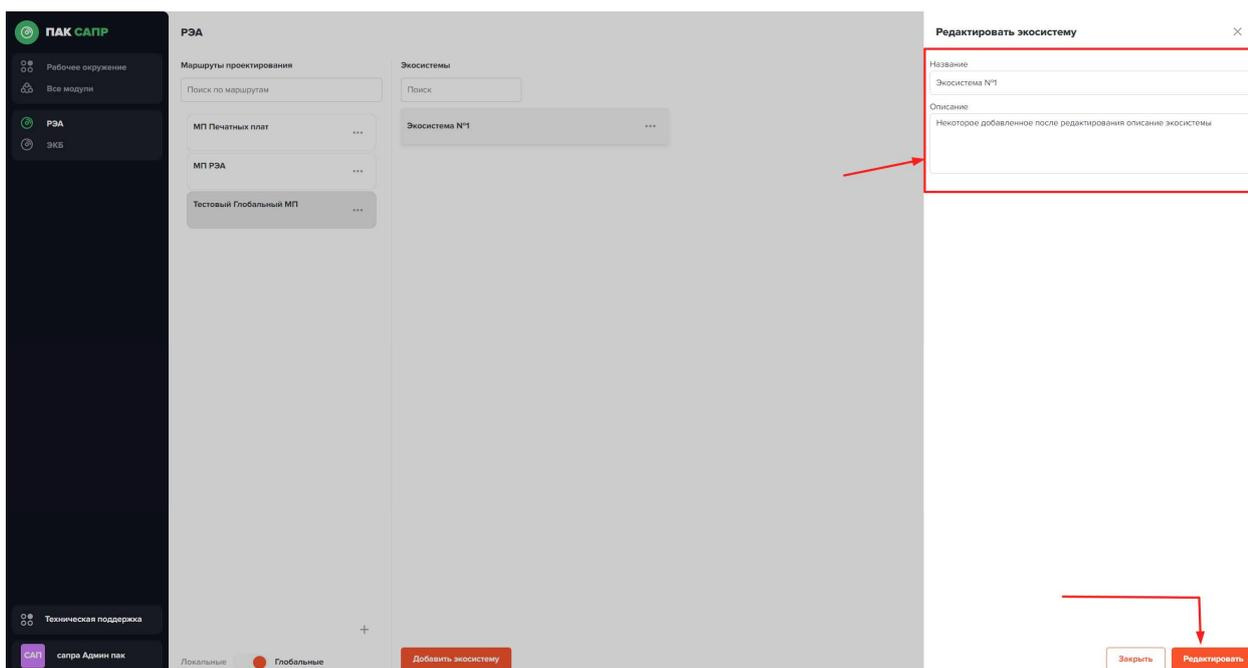 ПАК САПР
Рабочее окружение
Все модули
РЭА
ЭКБ
Техническая поддержка
САП
сапра Админ пак
РЭА
Маршруты проектирования
Поиск по маршрутам
МП Печатных плат
МП РЭА
Тестовый Глобальный МП
Локальные
Глобальные
Экосистемы
Поиск
Экосистема №1
Добавить экосистему
Редактировать экосистему
Название
Экосистема №1
Описание
Некоторое добавленное после редактирования описание экосистемы
Закрыть
Редактировать